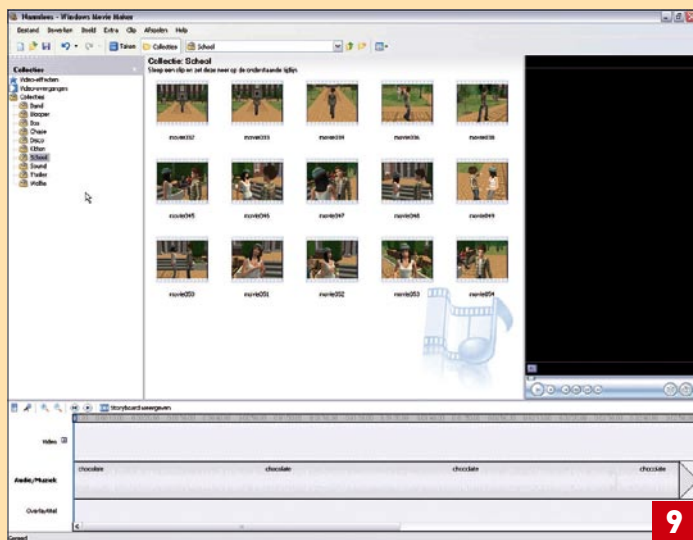 Naamloos - Windows Movie Maker
Bestand Bewerken Beeld Extra Clip Afspelen Help
Taken Collecties School
Collecties
Video-effecten
Video-overgangen
Collecties
Band
Blooper
Bus
Chase
Disco
Kitten
School
Sound
Thriller
Collectie: School
Sleep een clip en zet deze neer op de onderstaande tijdlijn.
movie032 movie033 movie034 movie036 movie038
movie045 movie046 movie047 movie048 movie049
movie050 movie051 movie052 movie053 movie054
Storyboard weergeven
Video
chocolate chocolate chocolate chocolate
Audio/Muziek
Overlaytitel
Gereed
9